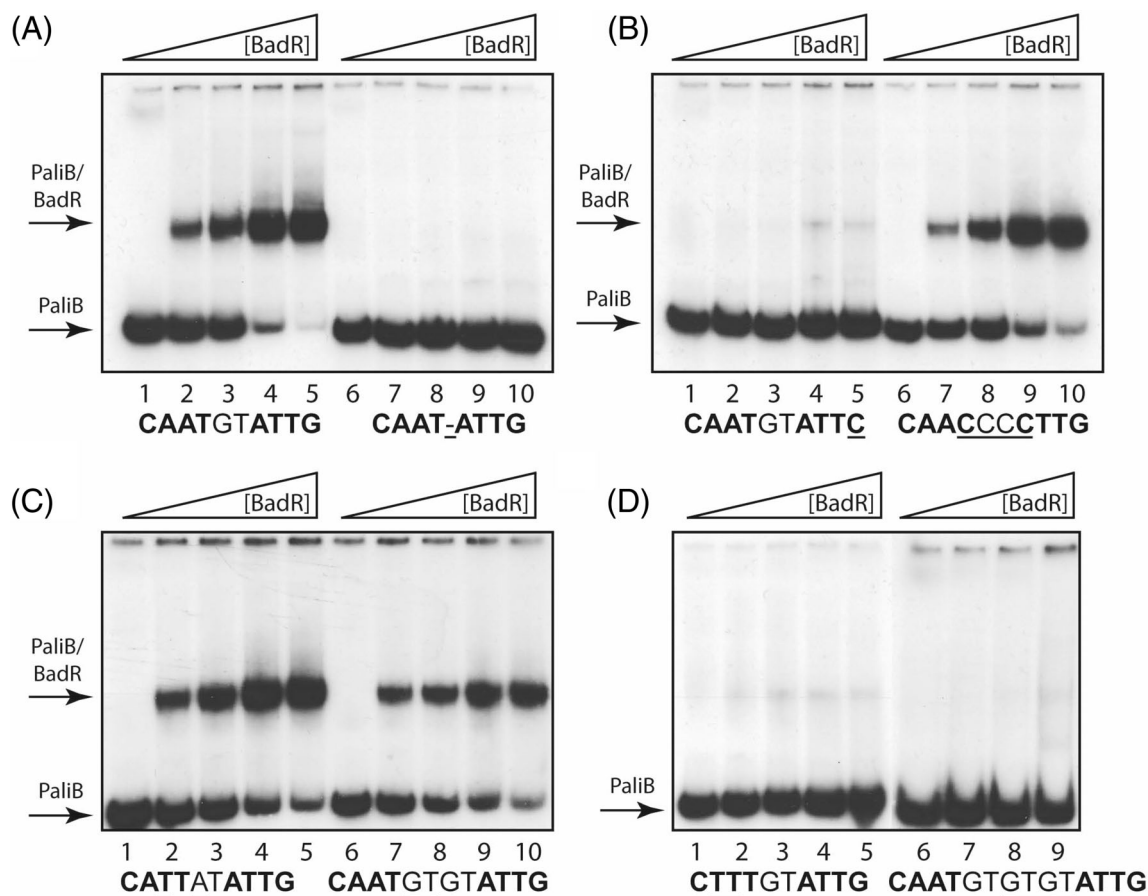 (A)
[BadR] [BadR]
PaliB/
BadR
PaliB
1 2 3 4 5 6 7 8 9 10
CAATGTATTG CAAT-ATTG
(B)
[BadR] [BadR]
PaliB/
BadR
PaliB
1 2 3 4 5 6 7 8 9 10
CAATGTATTC CAACCCCTTG
(C)
[BadR] [BadR]
PaliB/
BadR
PaliB
1 2 3 4 5 6 7 8 9 10
CATTATATTG CAATGTGTATTG
(D)
[BadR] [BadR]
PaliB
1 2 3 4 5 6 7 8 9
CTTTGTATTG CAATGTGTGTATTG